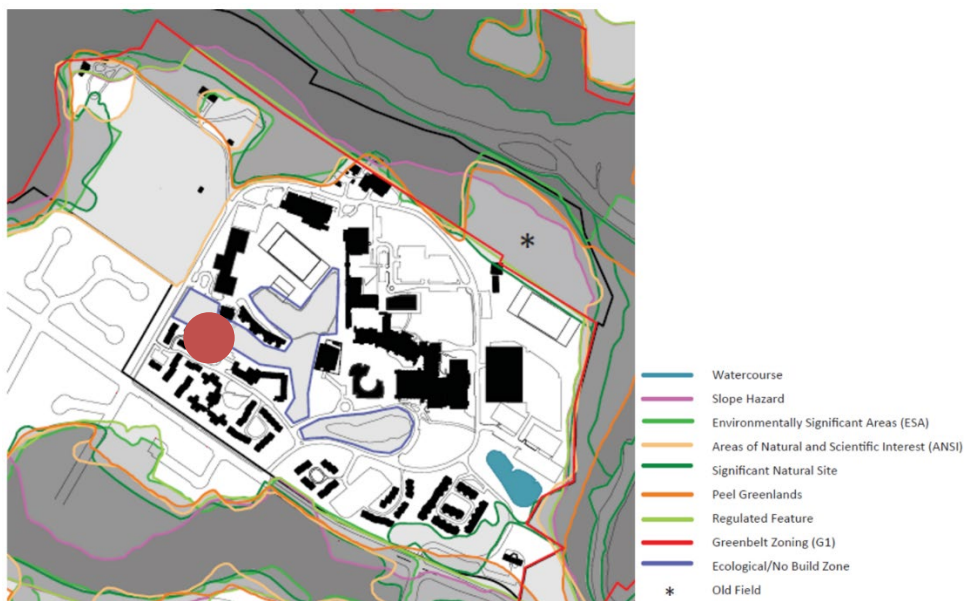 Watercourse
Slope Hazard
Environmentally Significant Areas (ESA)
Areas of Natural and Scientific Interest (ANSI)
Significant Natural Site
Peel Greenlands
Regulated Feature
Greenbelt Zoning (G1)
Ecological/No Build Zone
* Old Field
*